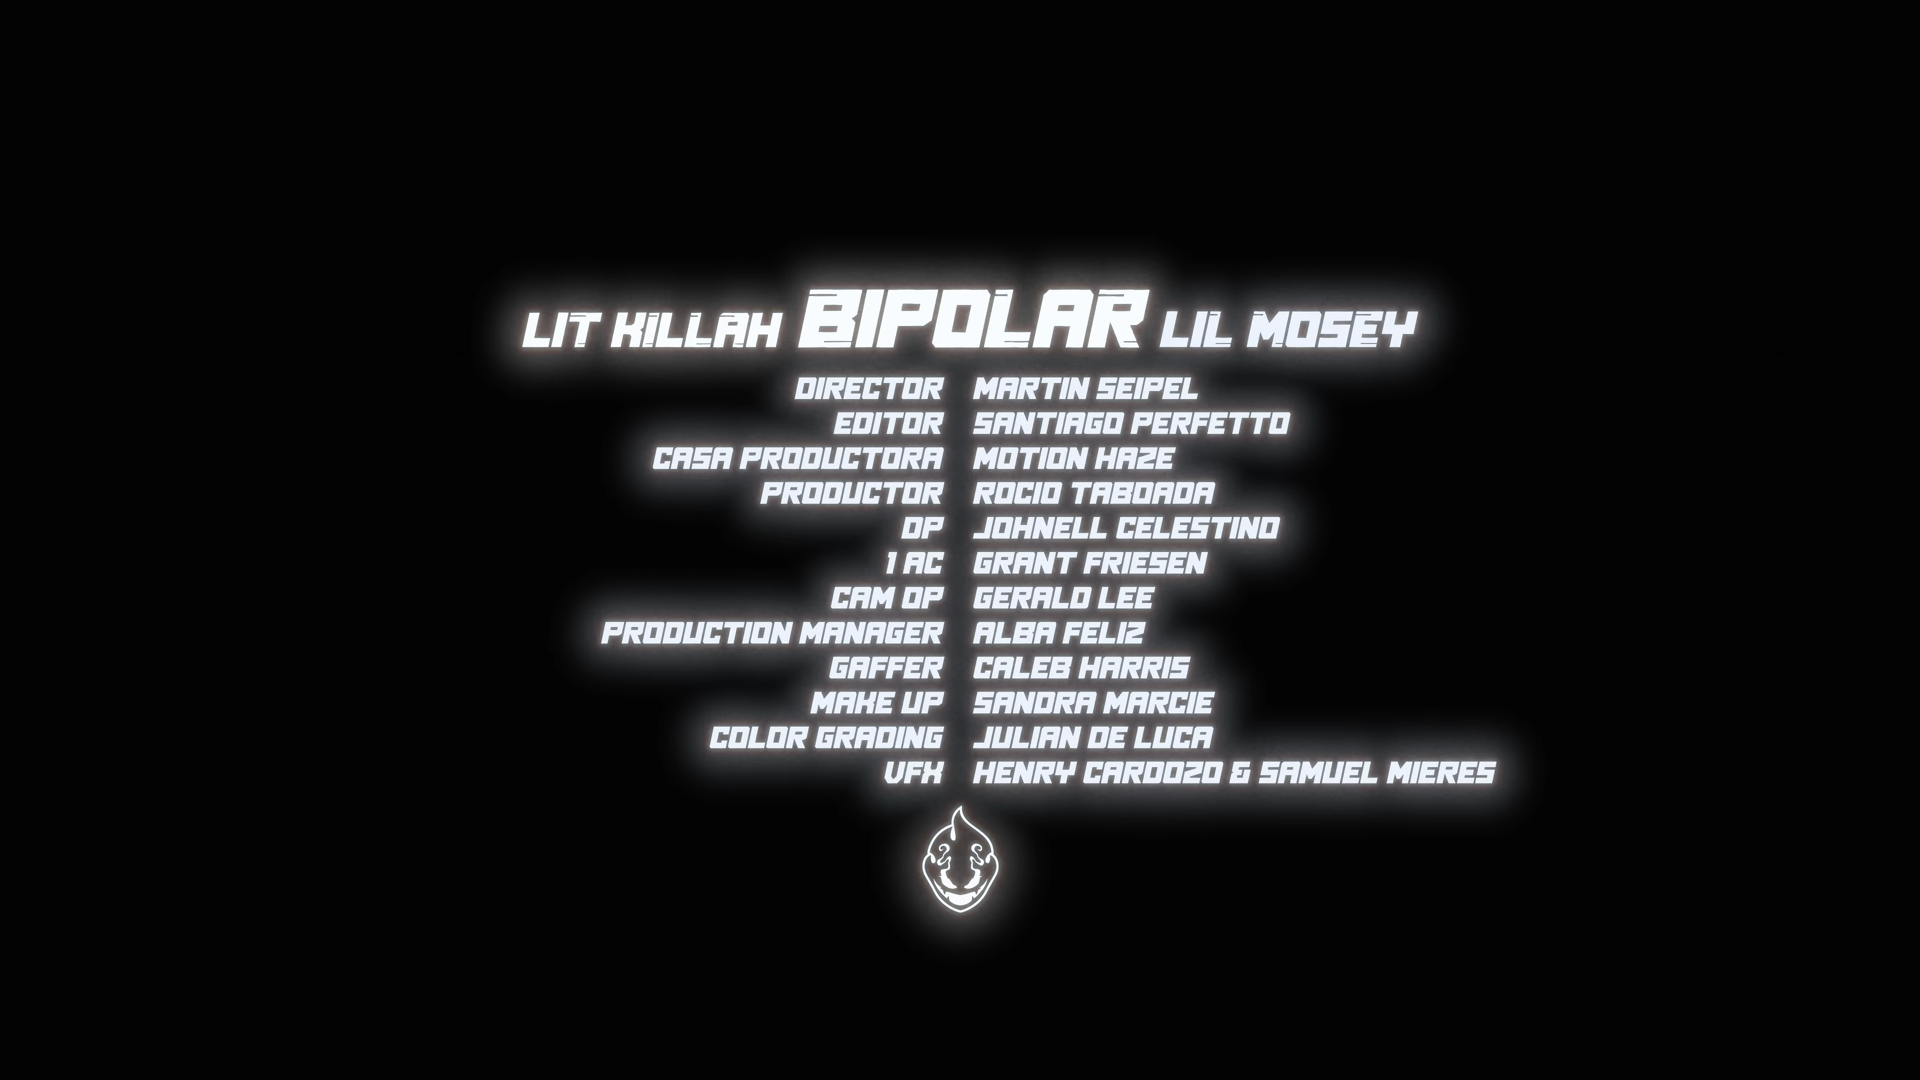 LIT KILLAH BIPOLAR LIL MOSEY
DIRECTOR MARTIN SEIPEL
EDITOR SANTIAGO PERFETTO
CASA PRODUCTORA MOTION HAZE
PRODUCTOR ROCIO TABOADA
DP JOHNELL CELESTINO
1 AC GRANT FRIESEN
CAM OP GERALD LEE
PRODUCTION MANAGER ALBA FELIZ
GAFFER CALEB HARRIS
MAKE UP SANDRA MARCIE
COLOR GRADING JULIAN DE LUCA
VFX HENRY CARDOZO & SAMUEL MIERES